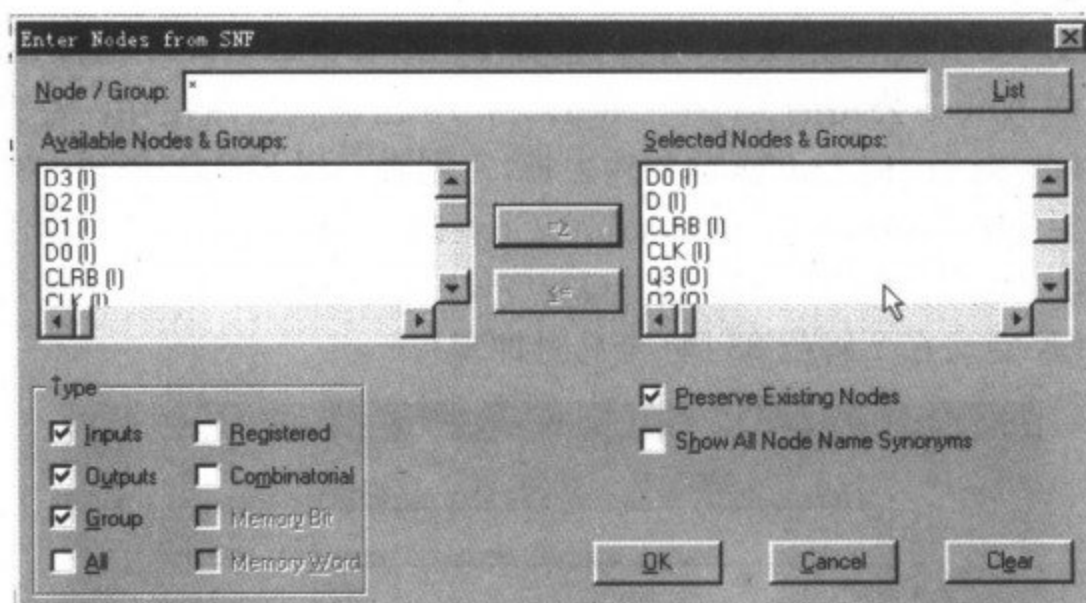 Enter Nodes from SNF
Node / Group: *
List
Available Nodes & Groups:
D3 (I)
D2 (I)
D1 (I)
D0 (I)
CLRB (I)
CLK (I)
=>
<=
Selected Nodes & Groups:
D0 (I)
D (I)
CLRB (I)
CLK (I)
Q3 (O)
Q2 (O)
Type
Inputs
Registered
Outputs
Combinatorial
Group
Memory Bit
All
Memory Word
Preserve Existing Nodes
Show All Node Name Synonyms
OK
Cancel
Clear